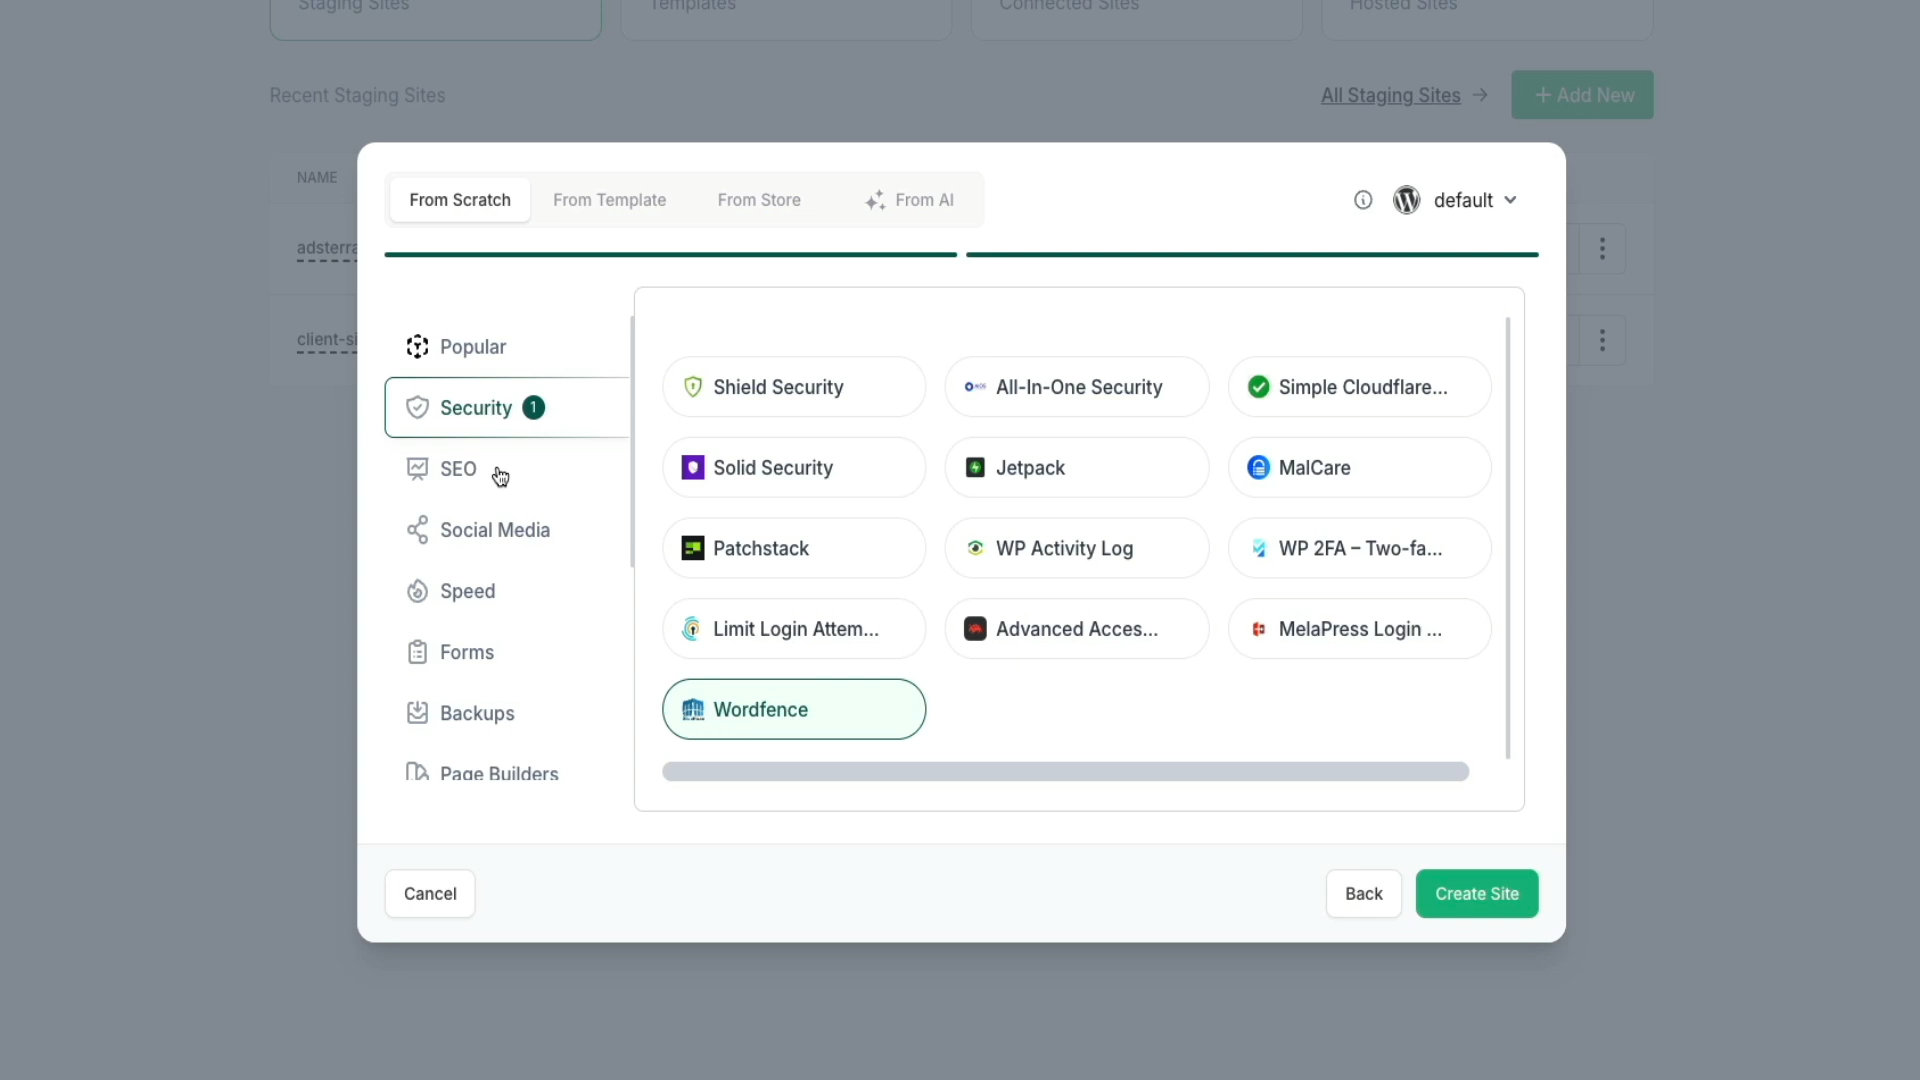 Staging Sites
Templates
Connected Sites
Hosted Sites
Recent Staging Sites
All Staging Sites
Add New
NAME
adsterra
client-si
From Scratch
From Template
From Store
From AI
default
Popular
Security 1
SEO
Social Media
Speed
Forms
Backups
Page Builders
Shield Security
All-In-One Security
Simple Cloudflare...
Solid Security
Jetpack
MalCare
Patchstack
WP Activity Log
WP 2FA – Two-fa...
Limit Login Attem...
Advanced Acces...
MelaPress Login ...
Wordfence
Cancel
Back
Create Site